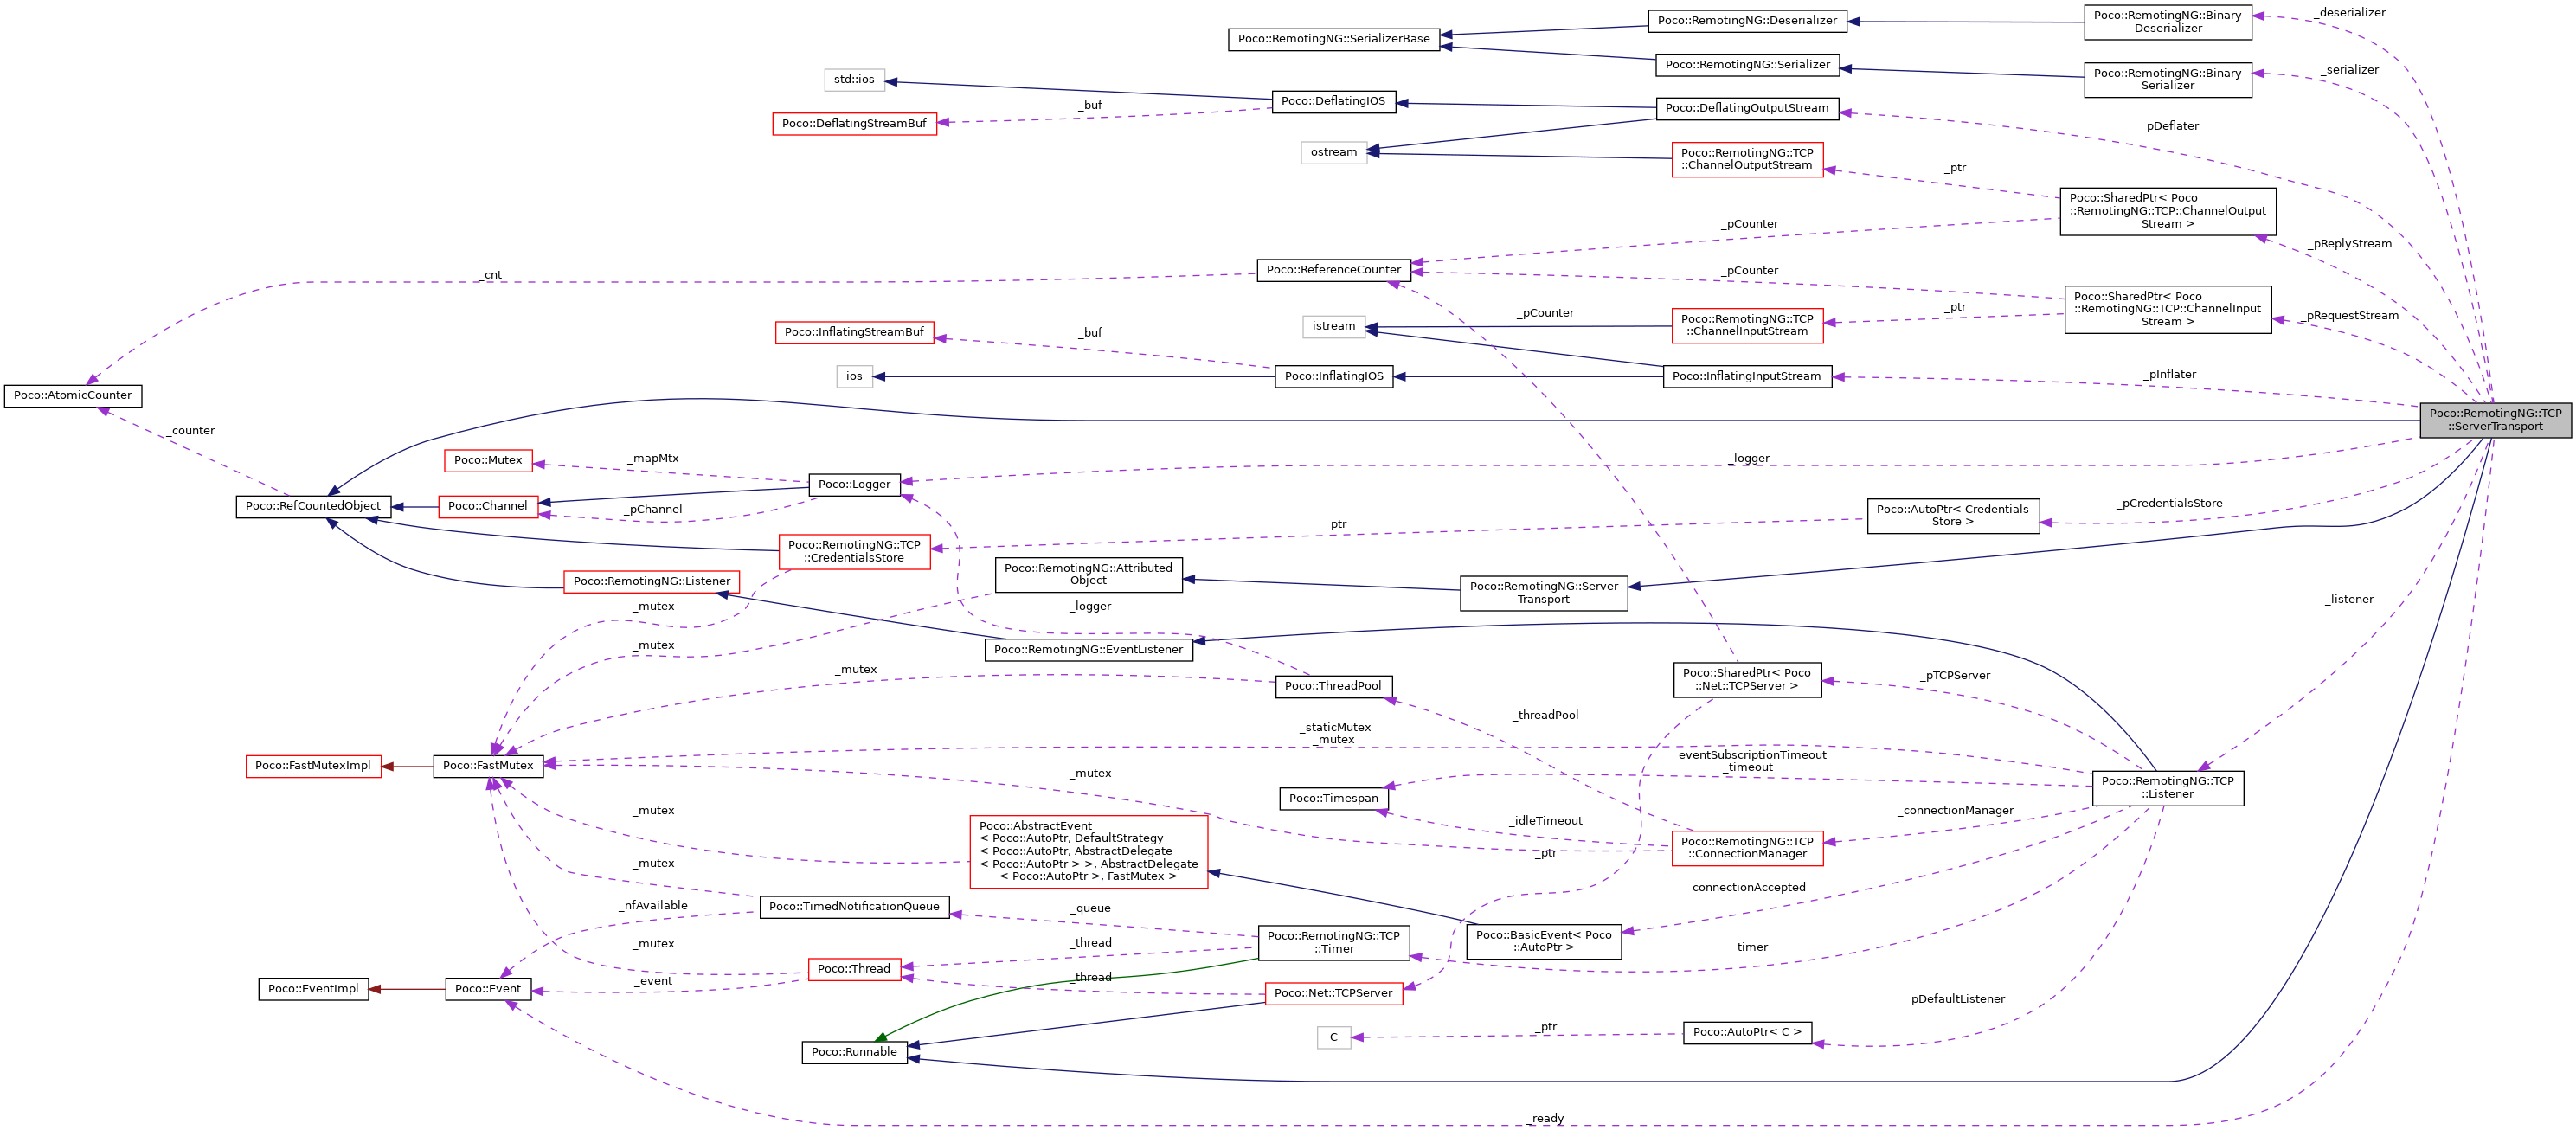 Poco::RemotingNG::Binary
Deserializer
_deserializer
Poco::RemotingNG::Deserializer
Poco::RemotingNG::SerializerBase
Poco::RemotingNG::Serializer
Poco::RemotingNG::Binary
Serializer
_serializer
std::ios
Poco::DeflatingIOS
_buf
Poco::DeflatingStreamBuf
Poco::DeflatingOutputStream
_pDeflater
ostream
Poco::RemotingNG::TCP
::ChannelOutputStream
_ptr
Poco::SharedPtr< Poco
::RemotingNG::TCP::ChannelOutput
Stream >
_pCounter
_pReplyStream
Poco::ReferenceCounter
_cnt
_pCounter
Poco::SharedPtr< Poco
::RemotingNG::TCP::ChannelInput
Stream >
_pRequestStream
_ptr
Poco::RemotingNG::TCP
::ChannelInputStream
_pCounter
istream
Poco::InflatingStreamBuf
_buf
ios
Poco::InflatingIOS
Poco::InflatingInputStream
_pInflater
Poco::AtomicCounter
_counter
Poco::RemotingNG::TCP
::ServerTransport
Poco::Mutex
_mapMtx
Poco::Logger
_logger
Poco::RefCountedObject
Poco::Channel
_pChannel
Poco::AutoPtr< Credentials
Store >
_pCredentialsStore
_ptr
Poco::RemotingNG::TCP
::CredentialsStore
Poco::RemotingNG::Listener
Poco::RemotingNG::Attributed
Object
Poco::RemotingNG::Server
Transport
_mutex
_logger
_listener
_mutex
Poco::RemotingNG::EventListener
_mutex
Poco::ThreadPool
Poco::SharedPtr< Poco
::Net::TCPServer >
_pTCPServer
_threadPool
_staticMutex
_mutex
Poco::FastMutexImpl
Poco::FastMutex
_eventSubscriptionTimeout
_timeout
_mutex
Poco::Timespan
Poco::RemotingNG::TCP
::Listener
_mutex
_idleTimeout
_connectionManager
Poco::RemotingNG::TCP
::ConnectionManager
Poco::AbstractEvent
< Poco::AutoPtr, DefaultStrategy
< Poco::AutoPtr, AbstractDelegate
< Poco::AutoPtr > >, AbstractDelegate
< Poco::AutoPtr >, FastMutex >
_ptr
_mutex
connectionAccepted
_nfAvailable
Poco::TimedNotificationQueue
_queue
_mutex
_thread
Poco::RemotingNG::TCP
::Timer
Poco::BasicEvent< Poco
::AutoPtr >
_timer
Poco::Thread
_thread
_event
Poco::EventImpl
Poco::Event
Poco::Net::TCPServer
_pDefaultListener
C
_ptr
Poco::AutoPtr< C >
Poco::Runnable
_ready